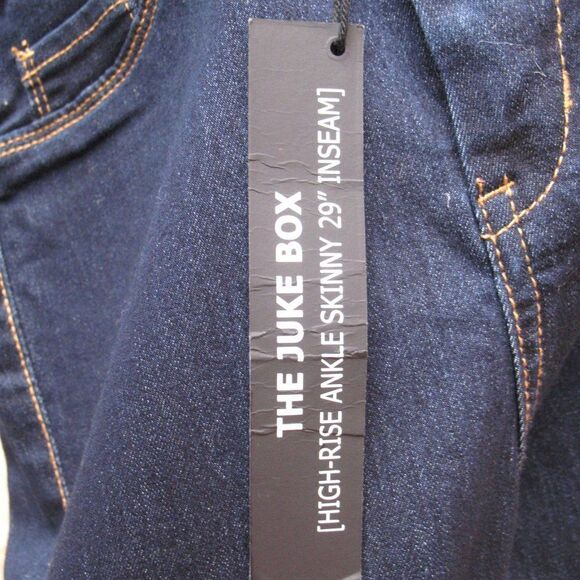 THE JUKE BOX
[HIGH-RISE ANKLE SKINNY 29" INSEAM]